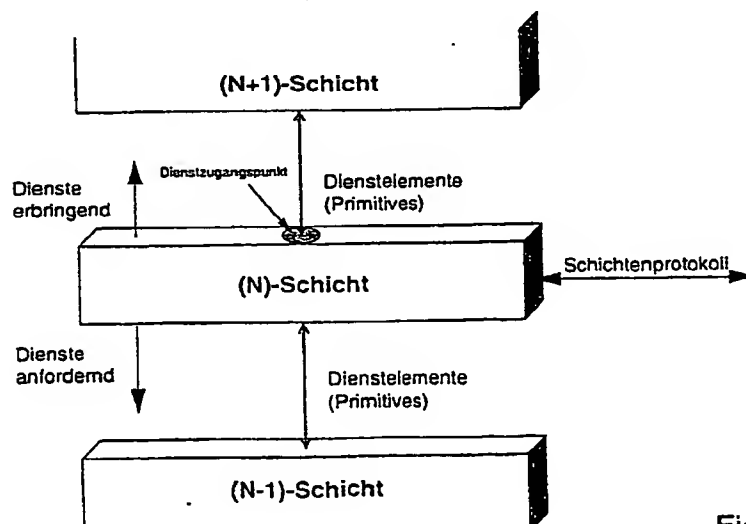 (N+1)-Schicht
Dienstzugangspunkt
Dienste
erbringend
Dienstelemente
(Primitives)
(N)-Schicht
Schichtenprotokoll
Dienste
anfordernd
Dienstelemente
(Primitives)
(N-1)-Schicht